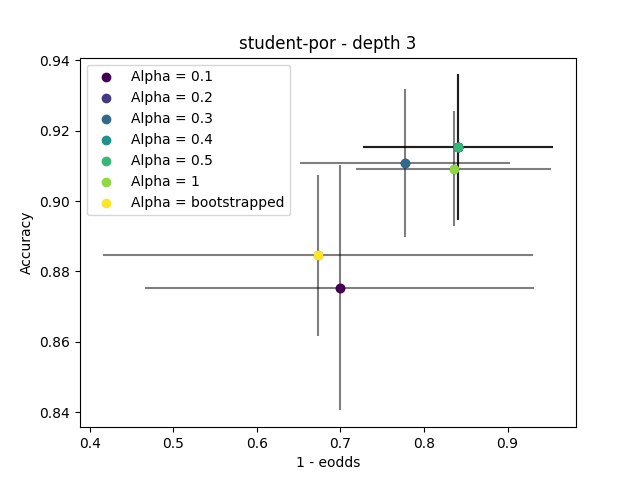 student-por - depth 3
0.94
0.92
0.90
0.88
0.86
0.84
Accuracy
Alpha = 0.1
Alpha = 0.2
Alpha = 0.3
Alpha = 0.4
Alpha = 0.5
Alpha = 1
Alpha = bootstrapped
0.4 0.5 0.6 0.7 0.8 0.9
1 - eodds